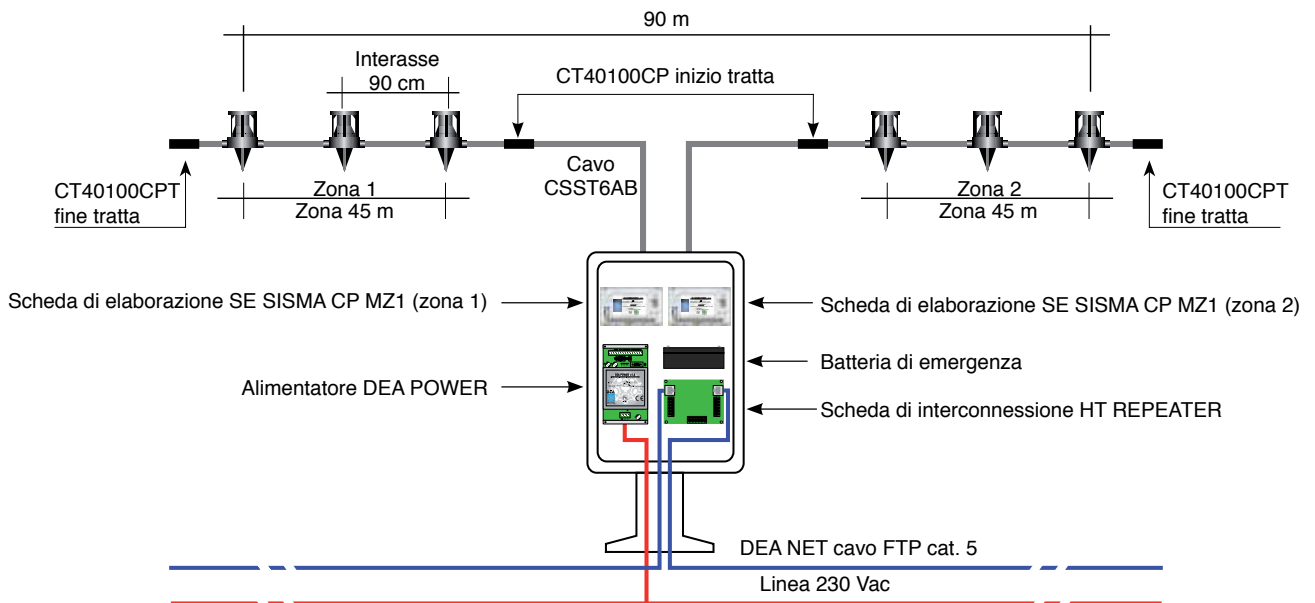 90 m
Interasse
90 cm
CT40100CP inizio tratta
Cavo
CSST6AB
CT40100CPT
fine tratta
Zona 1
Zona 45 m
Zona 2
Zona 45 m
CT40100CPT
fine tratta
Scheda di elaborazione SE SISMA CP MZ1 (zona 1)
Scheda di elaborazione SE SISMA CP MZ1 (zona 2)
Batteria di emergenza
Alimentatore DEA POWER
Scheda di interconnessione HT REPEATER
DEA NET cavo FTP cat. 5
Linea 230 Vac